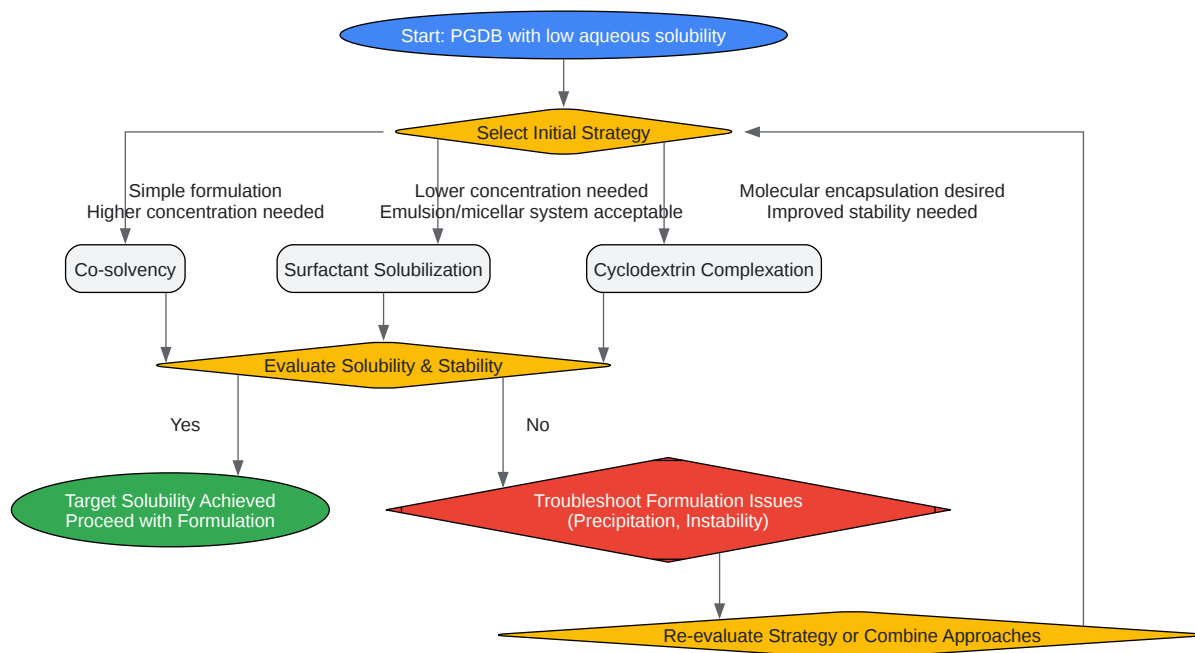 Start: PGDB with low aqueous solubility
Select Initial Strategy
Simple formulation
Higher concentration needed
Lower concentration needed
Emulsion/micellar system acceptable
Molecular encapsulation desired
Improved stability needed
Co-solvency
Surfactant Solubilization
Cyclodextrin Complexation
Evaluate Solubility & Stability
Yes
No
Target Solubility Achieved
Proceed with Formulation
Troubleshoot Formulation Issues
(Precipitation, Instability)
Re-evaluate Strategy or Combine Approaches